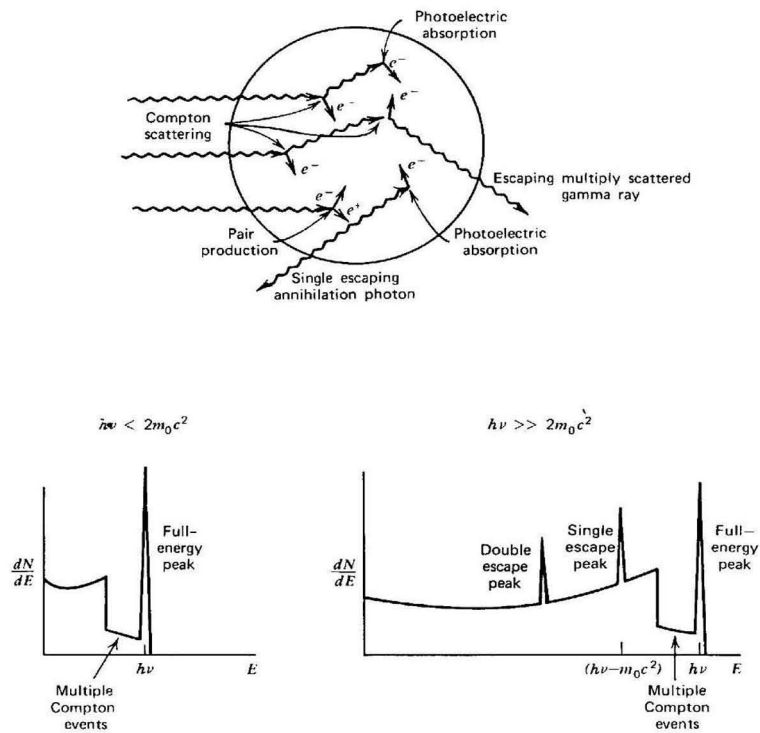 Photoelectric
absorption
e⁻
e⁻
Compton
scattering
e⁻
e⁻
e⁻
Escaping multiply scattered
gamma ray
e⁻
e⁺
Pair
production
Photoelectric
absorption
Single escaping
annihilation photon
hν < 2m₀c²
hν >> 2m₀c²
Full-
energy
peak
dN
dE
Multiple
Compton
events
hν
E
Double
escape
peak
Single
escape
peak
Full—
energy
peak
dN
dE
(hν−m₀c²)
hν
E
Multiple
Compton
events